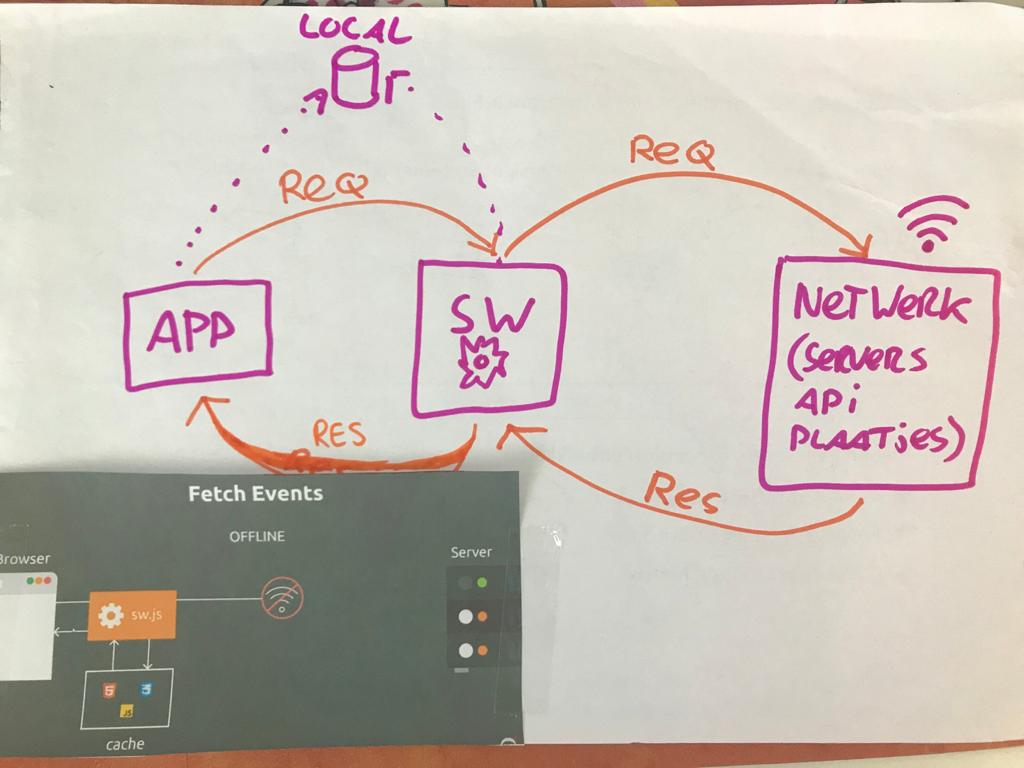 LOCAL
ReQ
ReQ
APP
SW
NeTWerk
(servers
APi
PLAATjes)
RES
Res
Fetch Events
OFFLINE
Browser
Server
sw.js
5
3
JS
cache